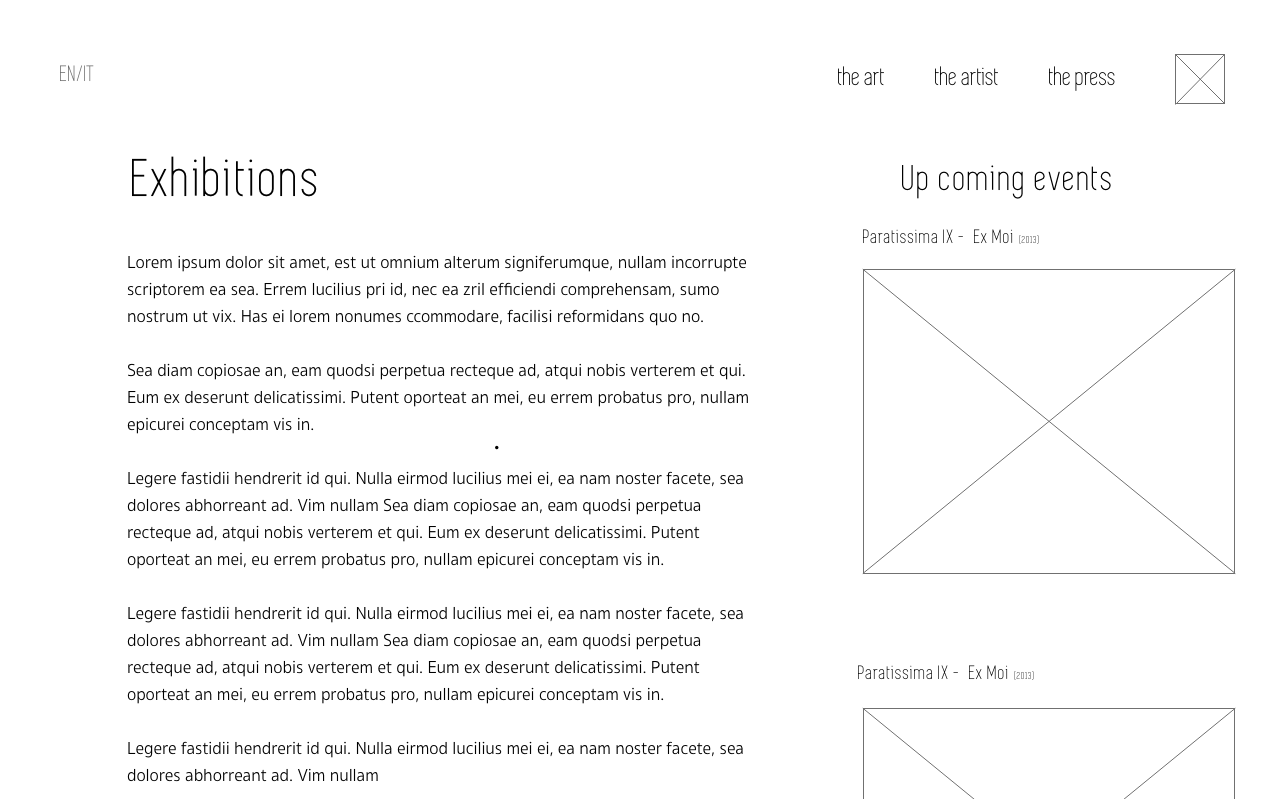 EN/IT
the art
the artist
the press
Exhibitions
Lorem ipsum dolor sit amet, est ut omnium alterum signiferumque, nullam incorrupte
scriptorem ea sea. Errem lucilius pri id, nec ea zril efficiendi comprehensam, sumo
nostrum ut vix. Has ei lorem nonumes ccommodare, facilisi reformidans quo no.
Sea diam copiosae an, eam quodsi perpetua recteque ad, atqui nobis verterem et qui.
Eum ex deserunt delicatissimi. Putent oporteat an mei, eu errem probatus pro, nullam
epicurei conceptam vis in.
Legere fastidii hendrerit id qui. Nulla eirmod lucilius mei ei, ea nam noster facete, sea
dolores abhorreant ad. Vim nullam Sea diam copiosae an, eam quodsi perpetua
recteque ad, atqui nobis verterem et qui. Eum ex deserunt delicatissimi. Putent
oporteat an mei, eu errem probatus pro, nullam epicurei conceptam vis in.
Legere fastidii hendrerit id qui. Nulla eirmod lucilius mei ei, ea nam noster facete, sea
dolores abhorreant ad. Vim nullam Sea diam copiosae an, eam quodsi perpetua
recteque ad, atqui nobis verterem et qui. Eum ex deserunt delicatissimi. Putent
oporteat an mei, eu errem probatus pro, nullam epicurei conceptam vis in.
Legere fastidii hendrerit id qui. Nulla eirmod lucilius mei ei, ea nam noster facete, sea
dolores abhorreant ad. Vim nullam
Up coming events
Paratissima IX - Ex Moi (2013)
Paratissima IX - Ex Moi (2013)